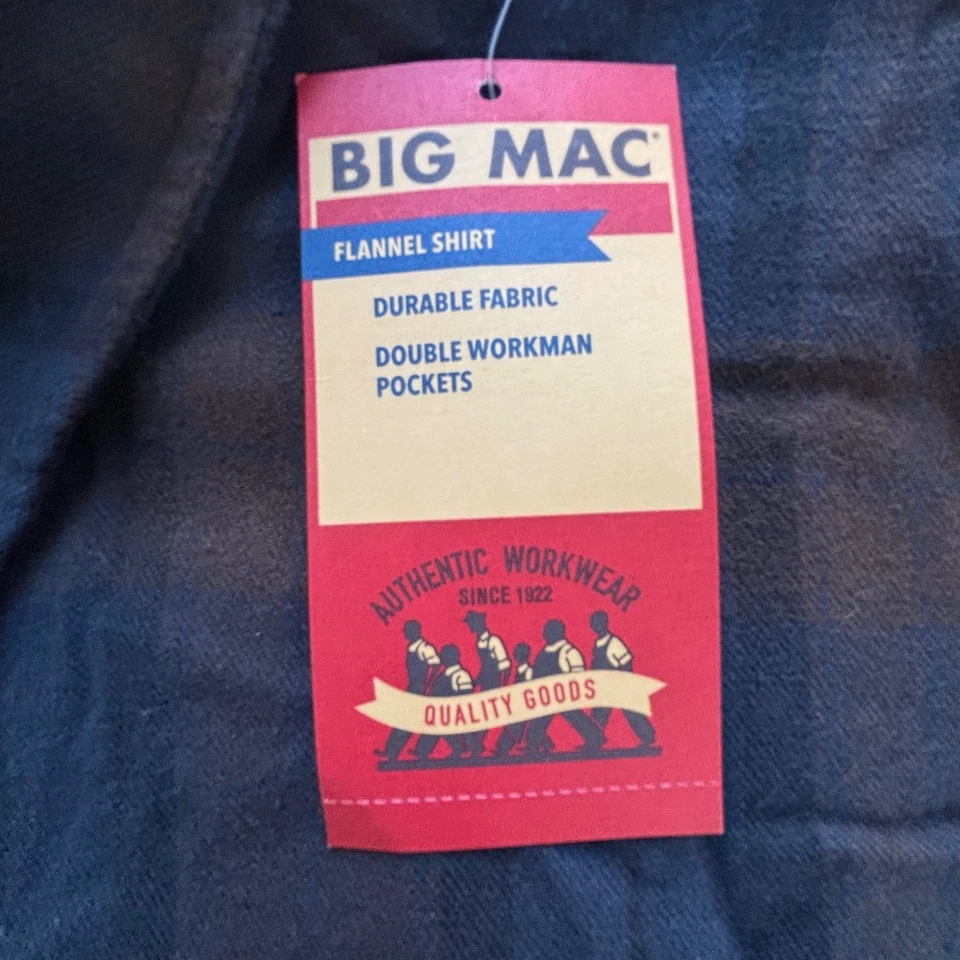 BIG MAC
FLANNEL SHIRT
DURABLE FABRIC
DOUBLE WORKMAN
POCKETS
AUTHENTIC WORKWEAR
SINCE 1922
QUALITY GOODS